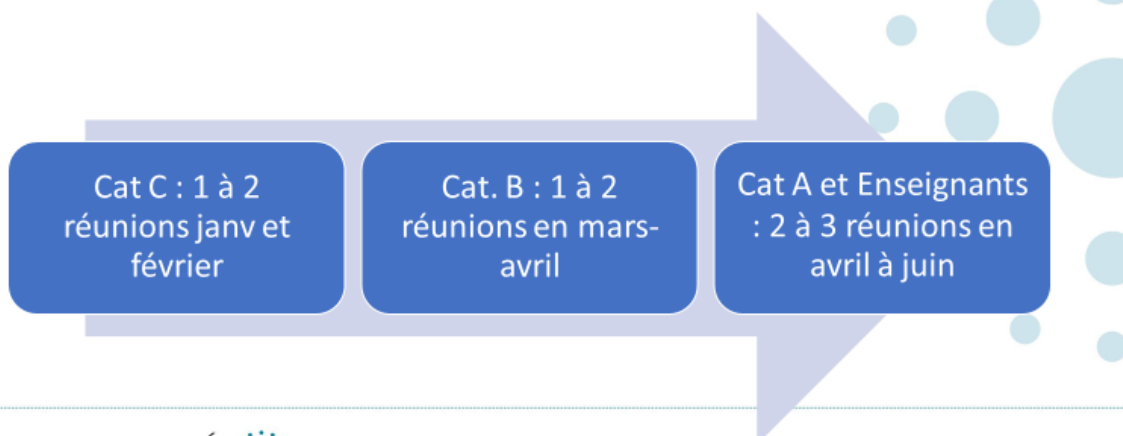 Cat C : 1 à 2
réunions janv et
février
Cat. B : 1 à 2
réunions en mars-
avril
Cat A et Enseignants
: 2 à 3 réunions en
avril à juin